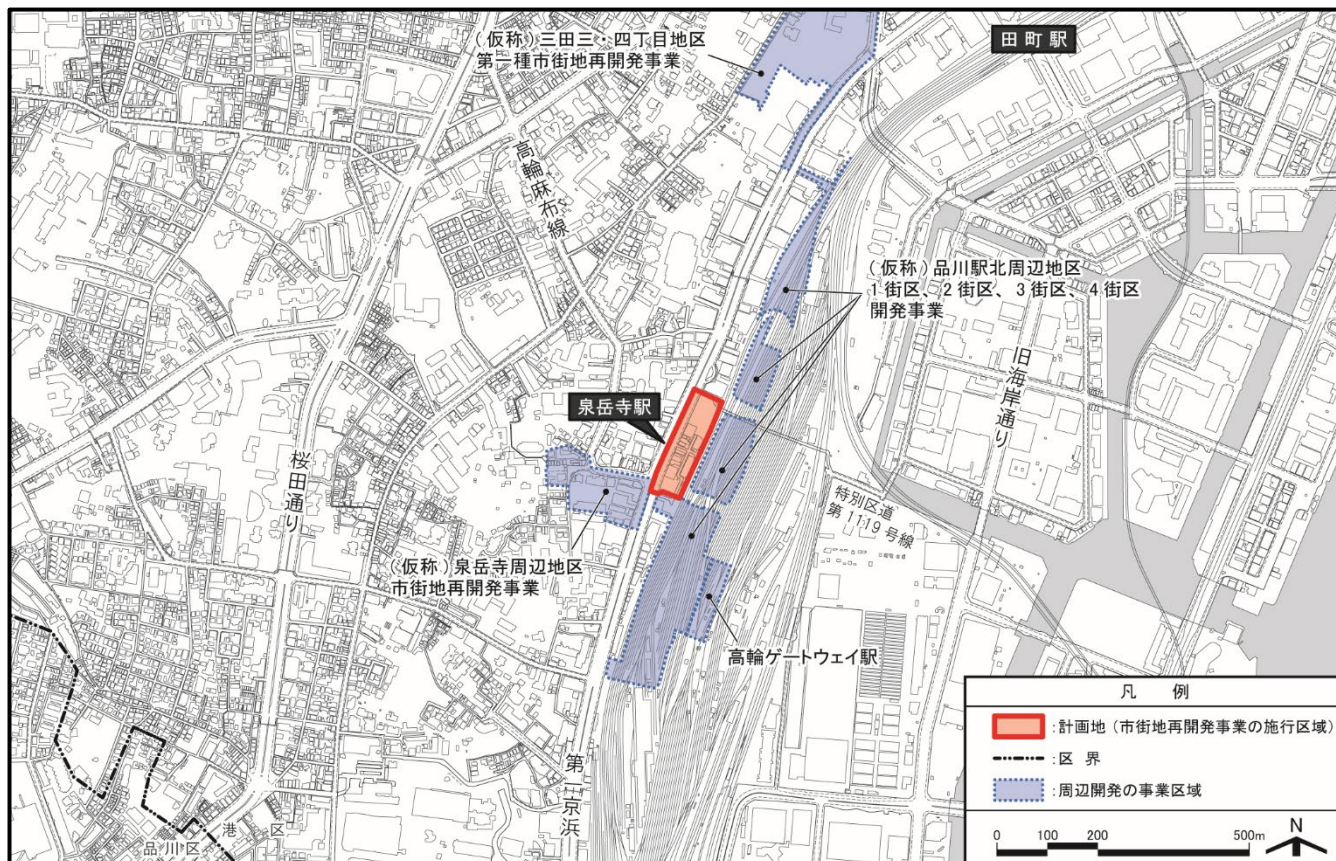 (仮称)三田三・四丁目地区
第一種市街地再開発事業
田町駅
高輪麻布線
(仮称)品川駅北周辺地区
1街区、2街区、3街区、4街区
開発事業
旧海岸通り
泉岳寺駅
桜田通り
特別区道
第1119号線
(仮称)泉岳寺周辺地区
市街地再開発事業
高輪ゲートウェイ駅
第一京浜
港区
品川区
凡 例
:計画地(市街地再開発事業の施行区域)
:区 界
:周辺開発の事業区域
0 100 200 500m
N